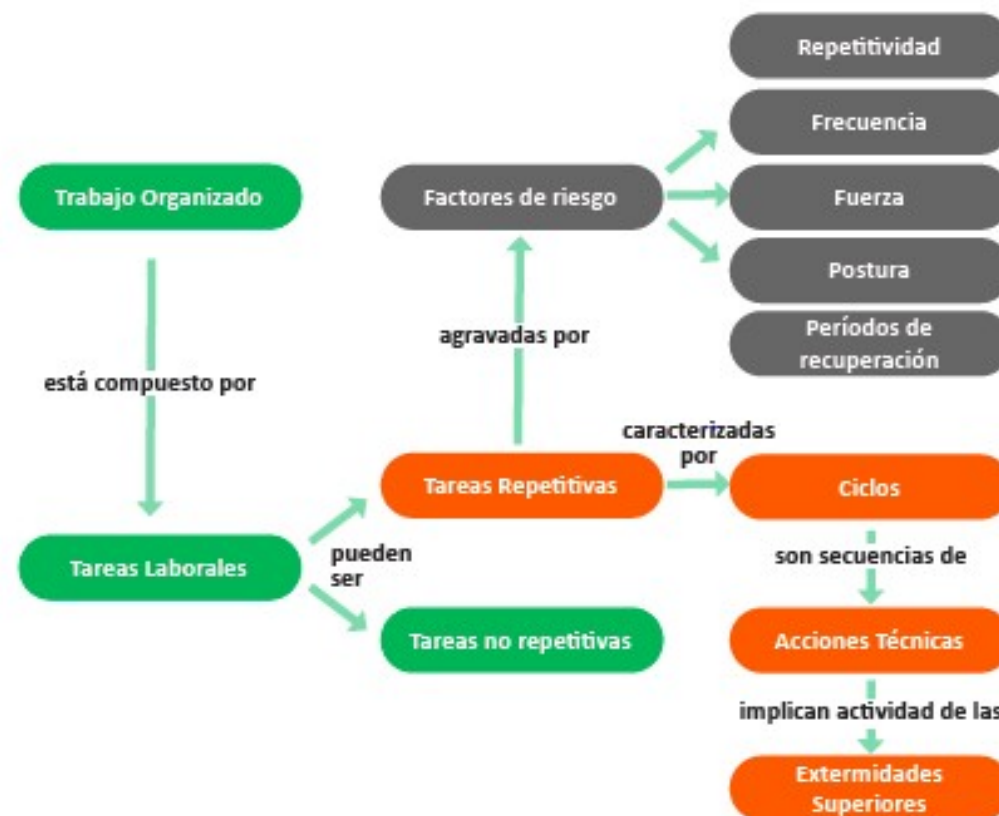 Repetitividad
Frecuencia
Trabajo Organizado
Factores de riesgo
Fuerza
Postura
Períodos de
recuperación
agravadas por
está compuesto por
caracterizadas
por
Tareas Repetitivas
Ciclos
pueden
ser
son secuencias de
Tareas Laborales
Tareas no repetitivas
Acciones Técnicas
implican actividad de las
Extermidades
Superiores